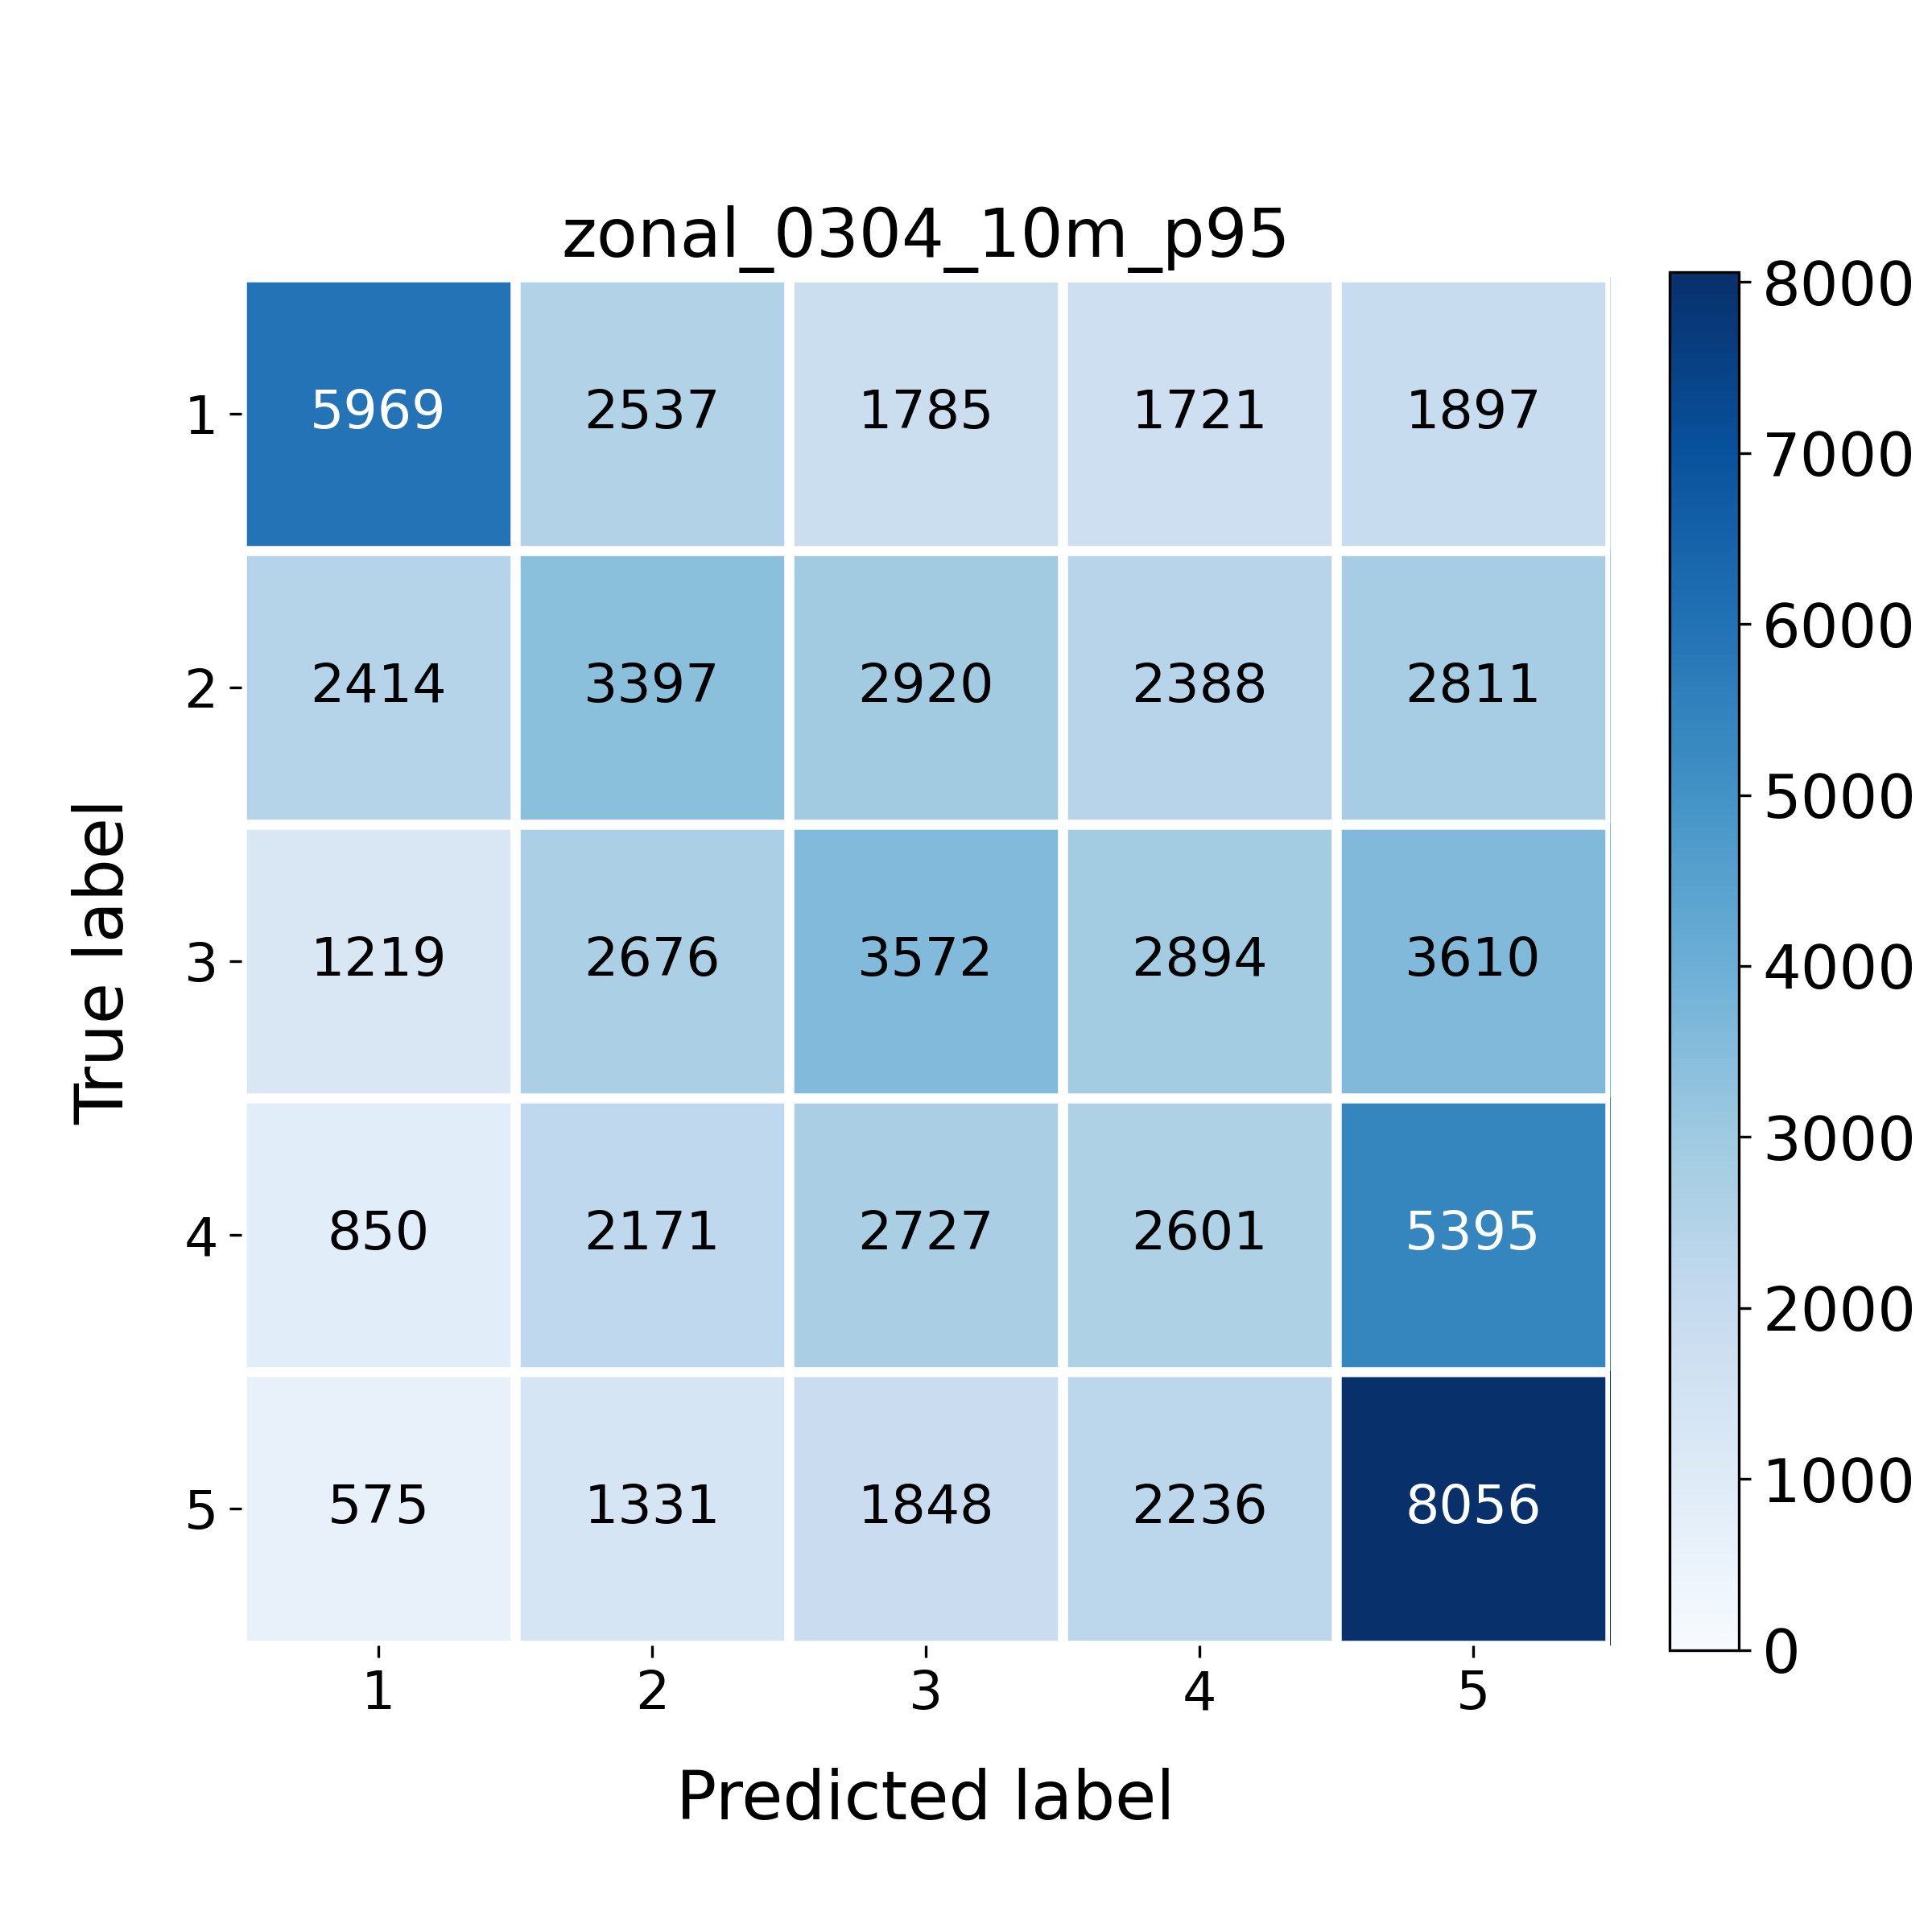 zonal_0304_10m_p95
8000
7000
6000
5000
4000
3000
2000
1000
0
True label
1 5969 2537 1785 1721 1897
2 2414 3397 2920 2388 2811
3 1219 2676 3572 2894 3610
4 850 2171 2727 2601 5395
5 575 1331 1848 2236 8056
1 2 3 4 5
Predicted label